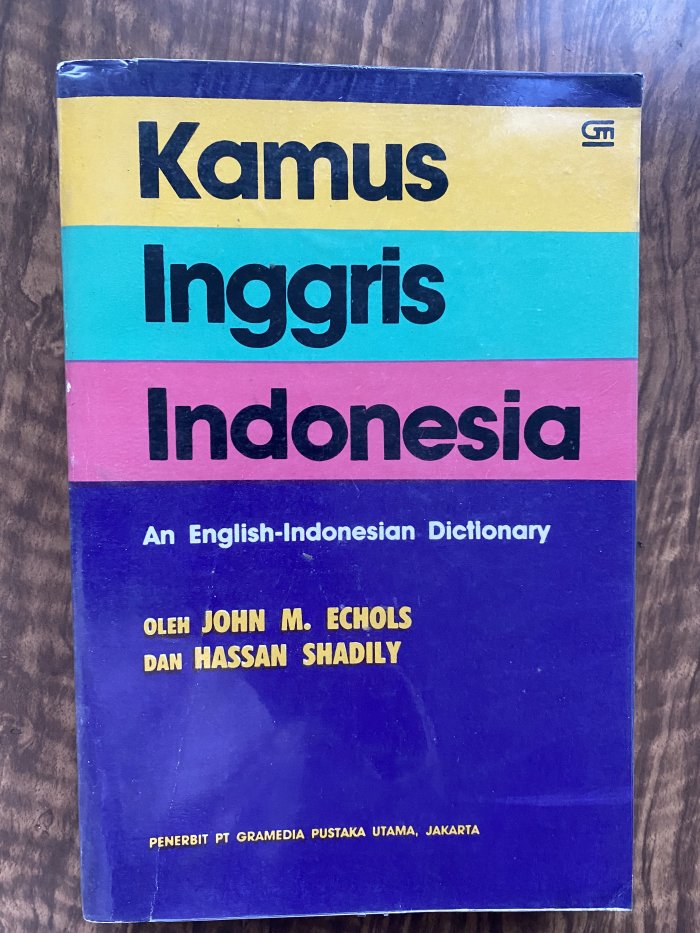 GM
Kamus
Inggris
Indonesia
An English-Indonesian Dictionary
OLEH JOHN M. ECHOLS
DAN HASSAN SHADILY
PENERBIT PT GRAMEDIA PUSTAKA UTAMA, JAKARTA